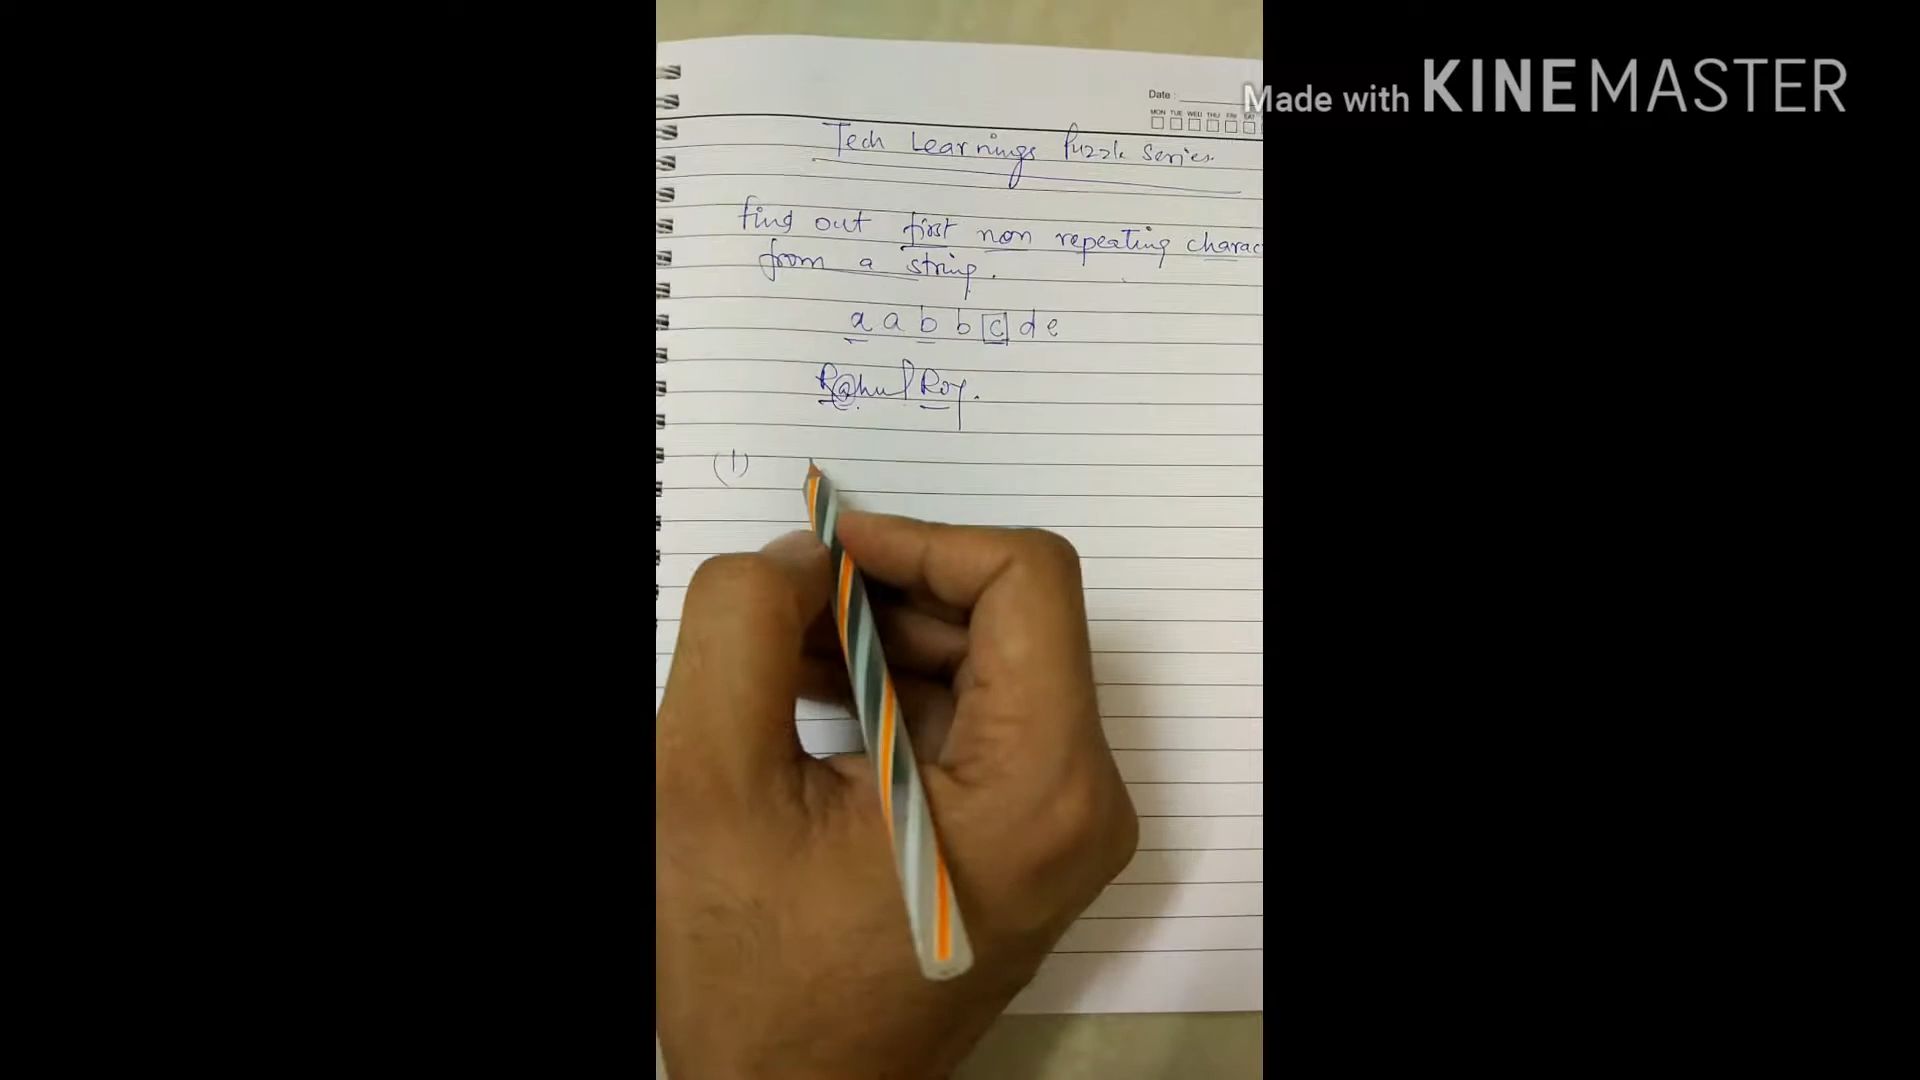 Made with KINEMASTER
Date :
MON TUE WED THU FRI SAT
Tech Learnings Puzzle Series.
find out first non repeating charac
from a string.
a a b b c d e
Rahul Roy.
(1)